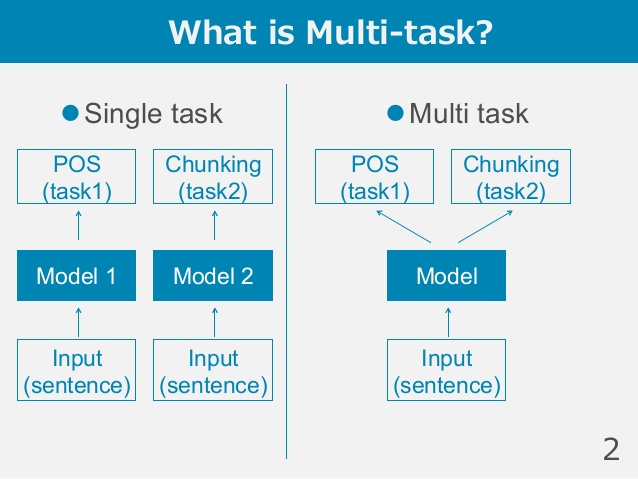 What is Multi-task?
Single task
POS
(task1)
Chunking
(task2)
Model 1
Model 2
Input
(sentence)
Input
(sentence)
Multi task
POS
(task1)
Chunking
(task2)
Model
Input
(sentence)
2